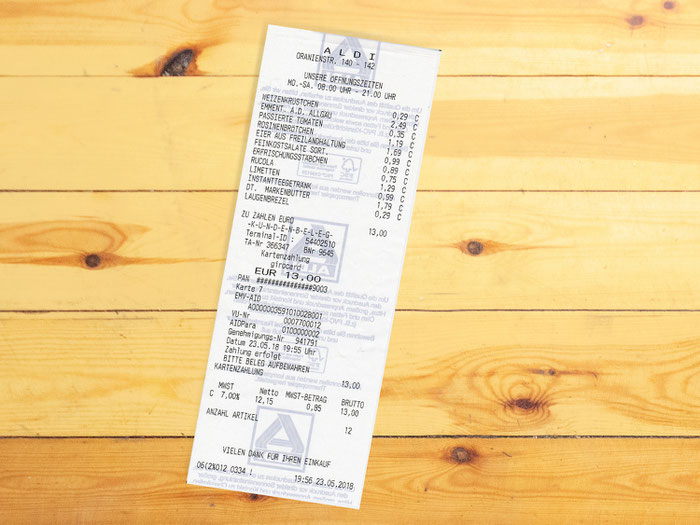 ALDI
ORANIENSTR. 140 - 142
UNSERE ÖFFNUNGSZEITEN
MO.-SA. 08.00 UHR - 21.00 UHR
WEIZENKRÜSTCHEN 0,29 C
EMMENT. A.D. ALLGÄU 2,49 C
PASSIERTE TOMATEN 0,35 C
ROSINENBRÖTCHEN 1,19 C
EIER AUS FREILANDHALTUNG 1,69 C
FEINKOSTSALATE SORT. 0,99 C
ERFRISCHUNGSSTÄBCHEN 0,89 C
RUCOLA 0,75 C
LIMETTEN 1,29 C
INSTANTTEEGETRÄNK 0,99 C
DT. MARKENBUTTER 1,79 C
LAUGENBREZEL 0,29 C
ZU ZAHLEN EURO 13,00
-K-U-N-D-E-N-B-E-L-E-G-
Terminal-ID : 54402510
TA-Nr 366347 BNr 9645
Kartenzahlung
girocard
EUR 13.00
PAN ###############9003
Karte 7
EMV-AID
A0000003591010028001
VU-Nr 0007700012
AIDPara 0100000002
Genehmigungs-Nr 941791
Datum 23.05.18 19:55 Uhr
Zahlung erfolgt
BITTE BELEG AUFBEWAHREN
KARTENZAHLUNG 13,00
MWST Netto MWST-BETRAG BRUTTO
C 7,00% 12,15 0,85 13,00
ANZAHL ARTIKEL 12
VIELEN DANK FÜR IHREN EINKAUF
0334 19:56 23.05.2018